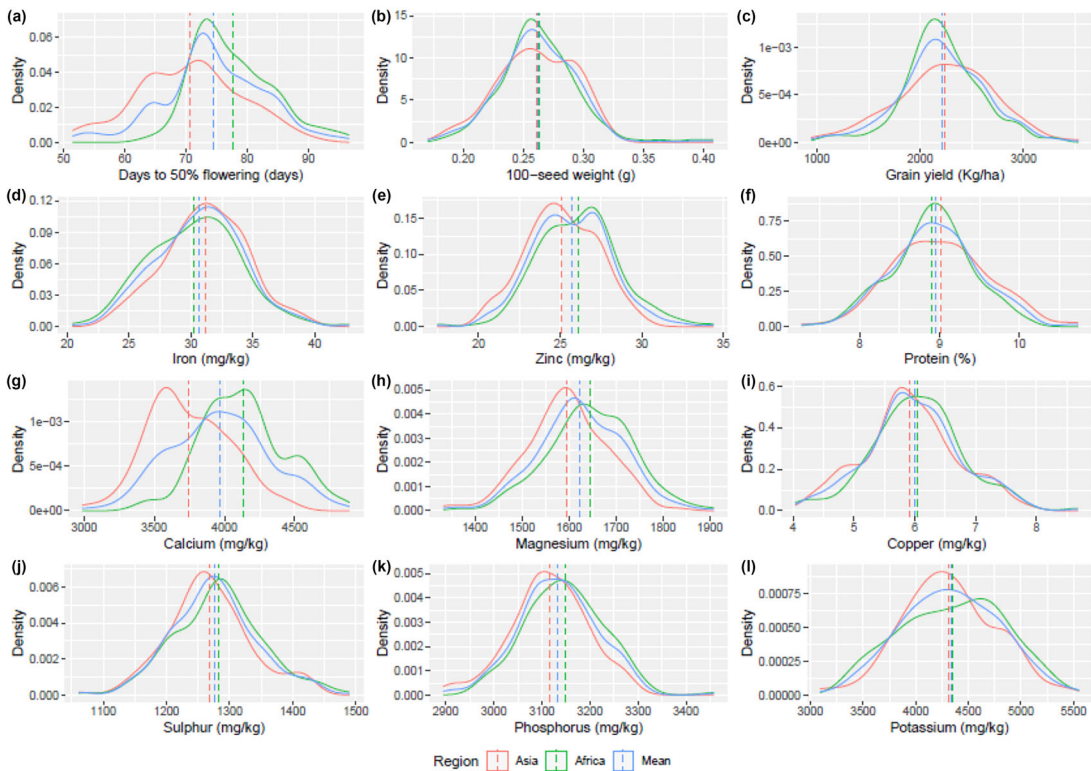 (a) (b) (c)
Density Density Density
0.06 0.04 0.02 0.00
50 60 70 80 90
Days to 50% flowering (days)
15 10 5 0
0.20 0.25 0.30 0.35 0.40
100−seed weight (g)
1e−03 5e−04 0e+00
1000 2000 3000
Grain yield (Kg/ha)
(d) (e) (f)
Density Density Density
0.12 0.09 0.06 0.03 0.00
20 25 30 35 40
Iron (mg/kg)
0.15 0.10 0.05 0.00
20 25 30 35
Zinc (mg/kg)
0.75 0.50 0.25 0.00
8 9 10
Protein (%)
(g) (h) (i)
Density Density Density
1e−03 5e−04 0e+00
3000 3500 4000 4500
Calcium (mg/kg)
0.005 0.004 0.003 0.002 0.001 0.000
1400 1600 1700 1800 1900
Magnesium (mg/kg)
0.6 0.4 0.2 0.0
4 5 6 7 8
Copper (mg/kg)
(j) (k) (l)
Density Density Density
0.006 0.004 0.002 0.000
1100 1200 1300 1400 1500
Sulphur (mg/kg)
0.005 0.004 0.003 0.002 0.001 0.000
2900 3000 3100 3200 3300 3400
Phosphorus (mg/kg)
0.00075 0.00050 0.00025 0.00000
3000 3500 4000 4500 5000 5500
Potassium (mg/kg)
Region Asia Africa Mean